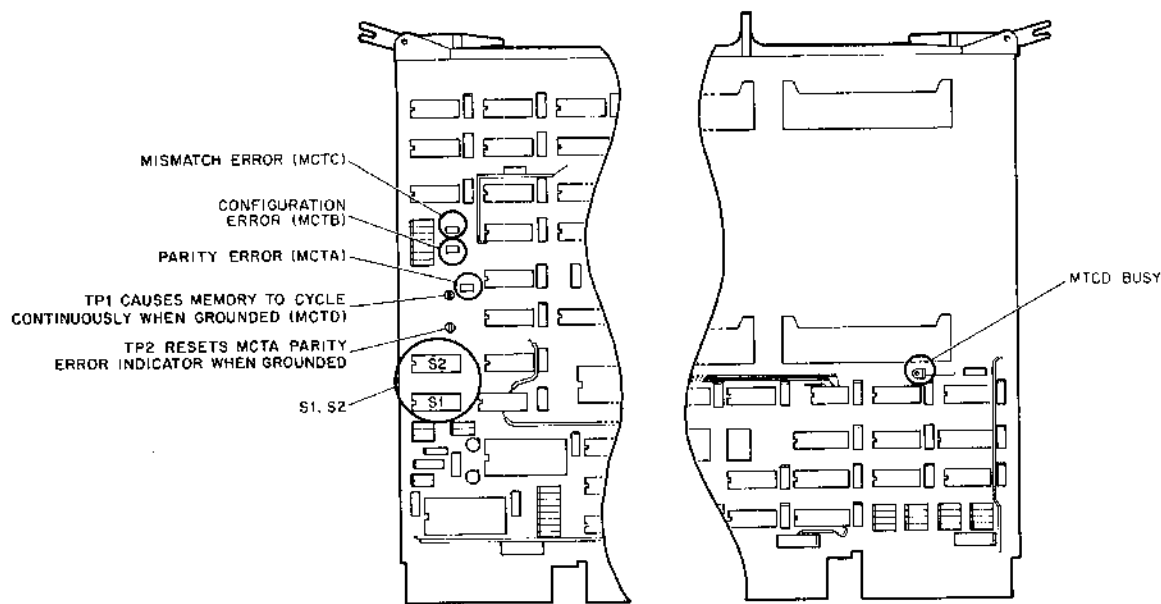 MISMATCH ERROR (MCTC)
CONFIGURATION
ERROR (MCTB)
PARITY ERROR (MCTA)
TP1 CAUSES MEMORY TO CYCLE
CONTINUOUSLY WHEN GROUNDED (MCTD)
TP2 RESETS MCTA PARITY
ERROR INDICATOR WHEN GROUNDED
S2
S1
S1, S2
MTCD BUSY